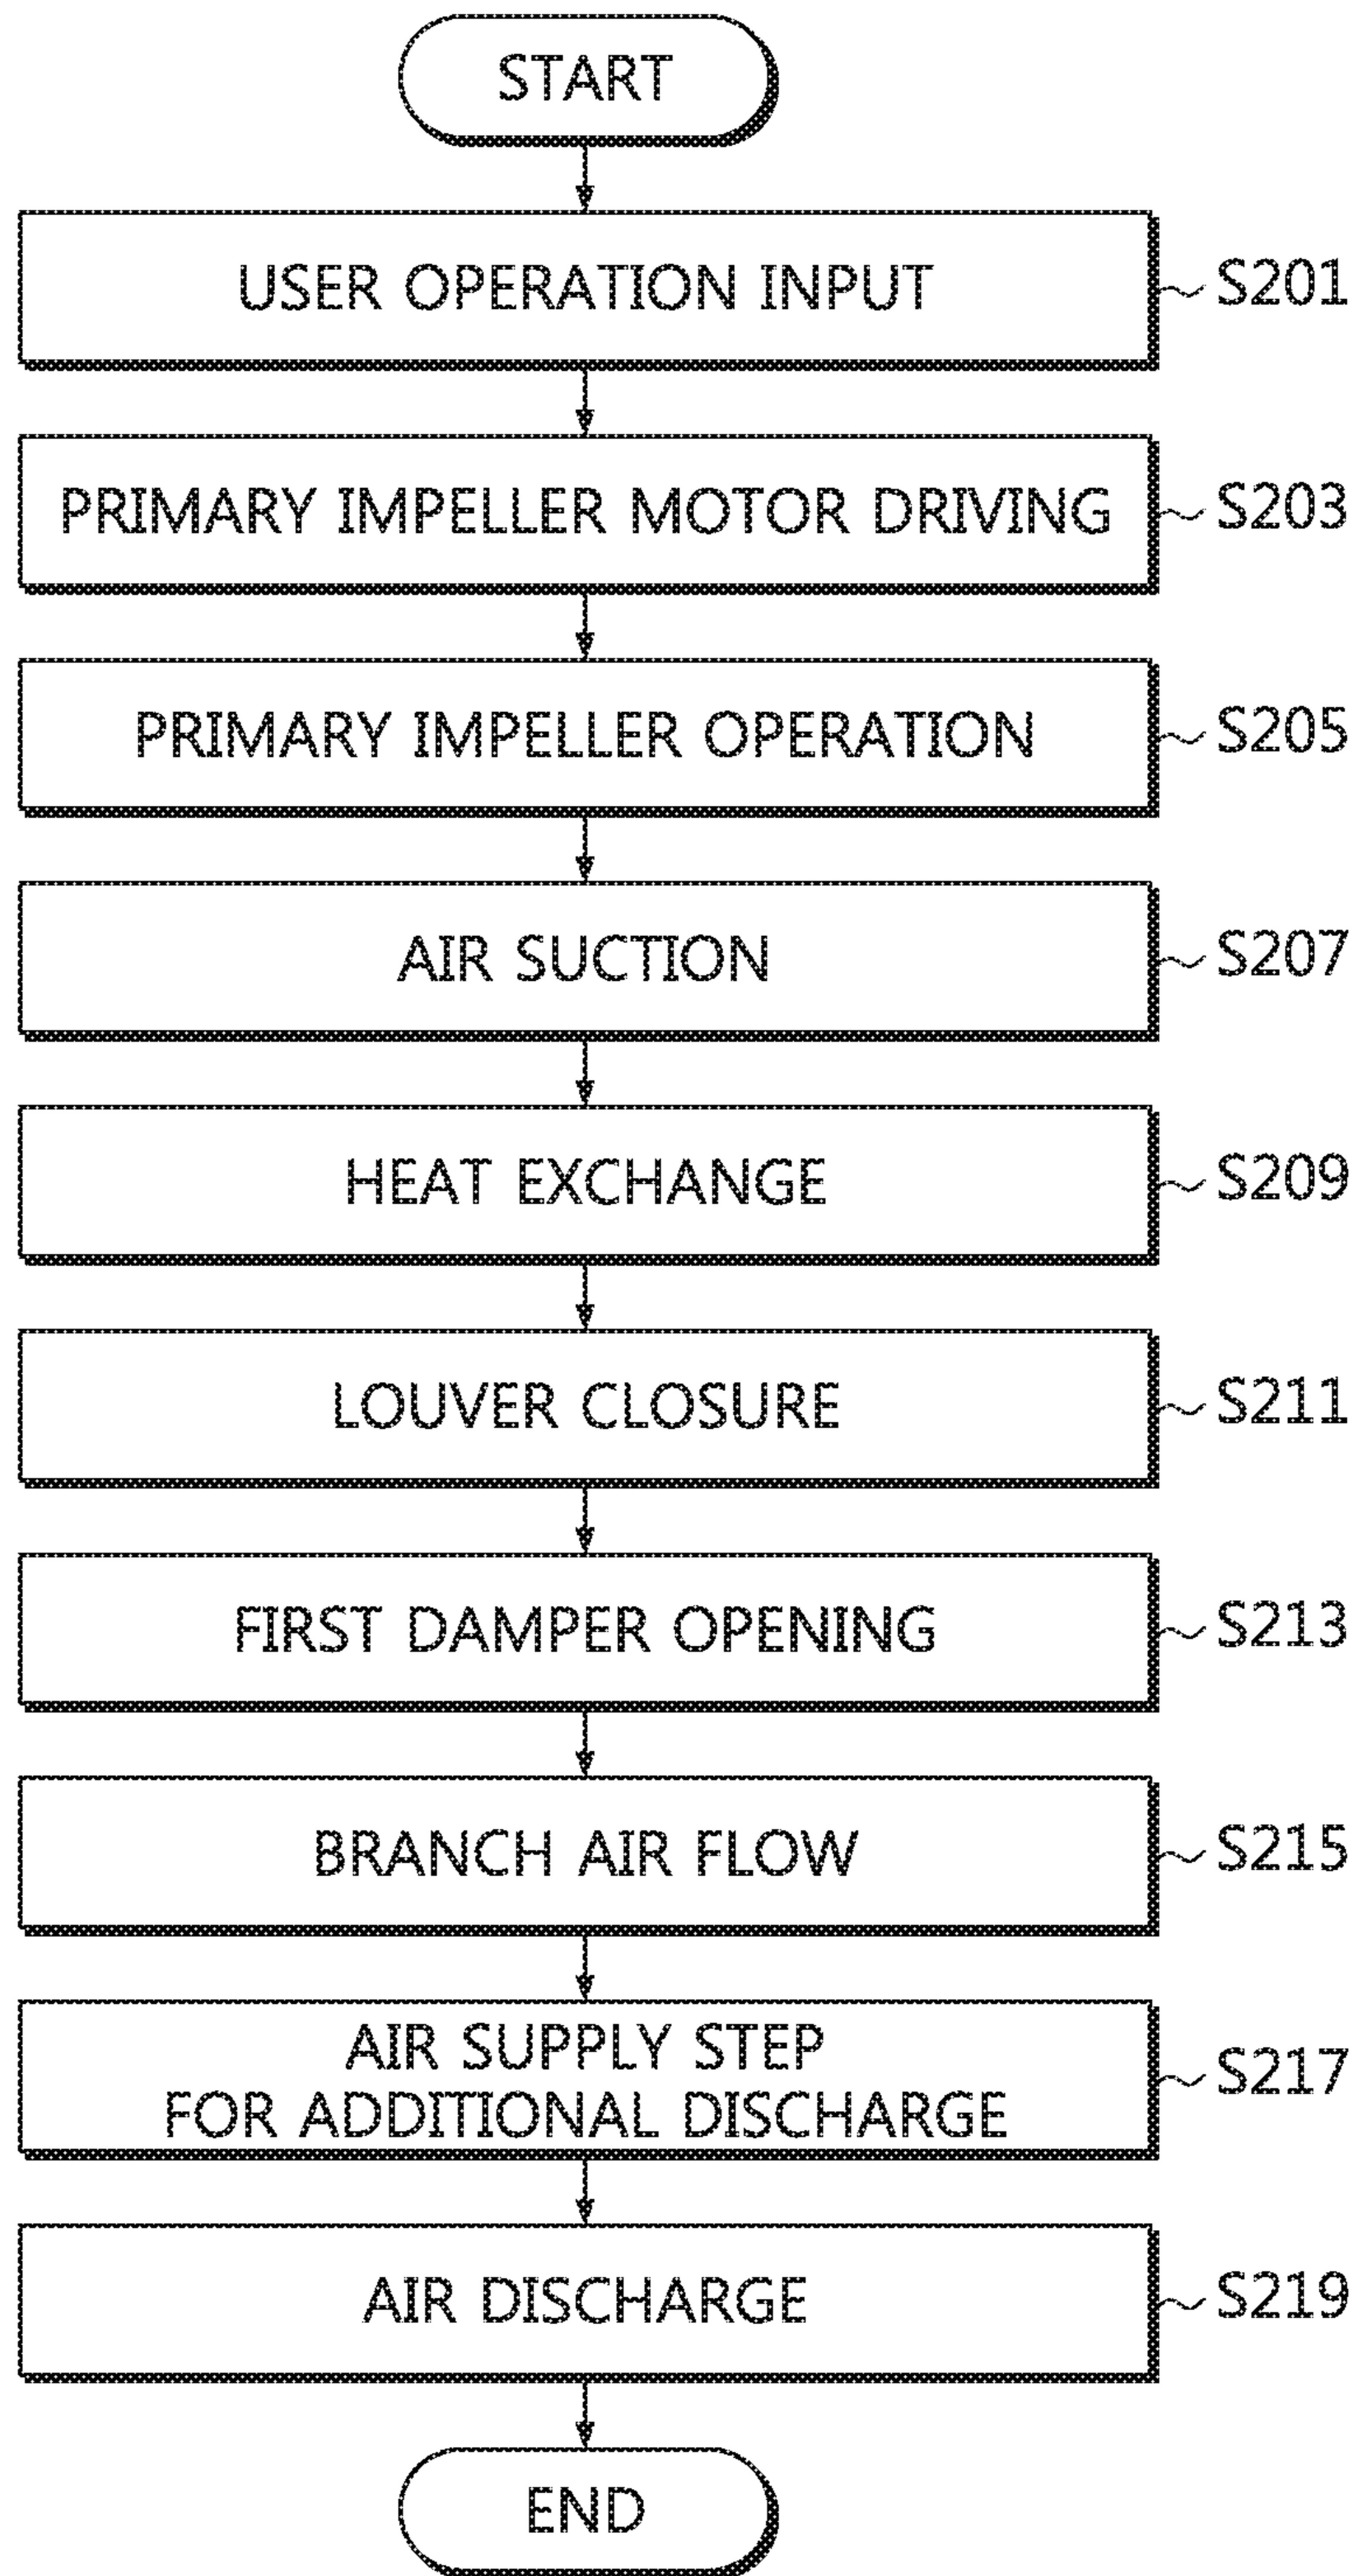 START
USER OPERATION INPUT
S201
PRIMARY IMPELLER MOTOR DRIVING
S203
PRIMARY IMPELLER OPERATION
S205
AIR SUCTION
S207
HEAT EXCHANGE
S209
LOUVER CLOSURE
S211
FIRST DAMPER OPENING
S213
BRANCH AIR FLOW
S215
AIR SUPPLY STEP
FOR ADDITIONAL DISCHARGE
S217
AIR DISCHARGE
S219
END